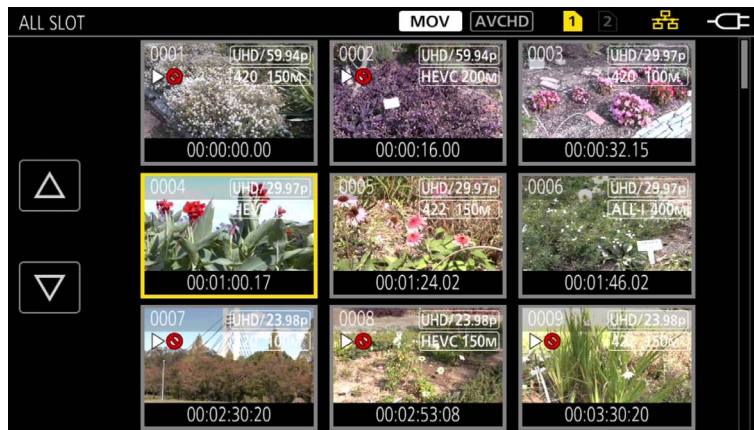 ALL SLOT MOV AVCHD 1 2
0001 UHD/59.94p
420 150M
00:00:00.00
0002 UHD/59.94p
HEVC 200M
00:00:16.00
0003 UHD/29.97p
420 100M
00:00:32.15
0004 UHD/29.97p
00:01:00.17
0005 UHD/29.97p
422 150M
00:01:24.02
0006 UHD/29.97p
ALL-I 400M
00:01:46.02
0007 UHD/23.98p
00:02:30:20
0008 UHD/23.98p
HEVC 150M
00:02:53:08
0009 UHD/23.98p
422
00:03:30:20